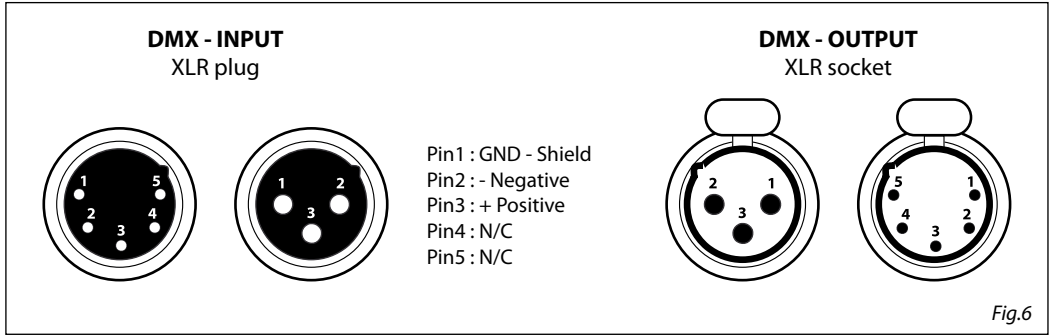 DMX - INPUT
XLR plug
1
5
2
4
3
1
2
3
Pin1 : GND - Shield
Pin2 : - Negative
Pin3 : + Positive
Pin4 : N/C
Pin5 : N/C
DMX - OUTPUT
XLR socket
2
1
3
5
1
4
2
3
Fig.6